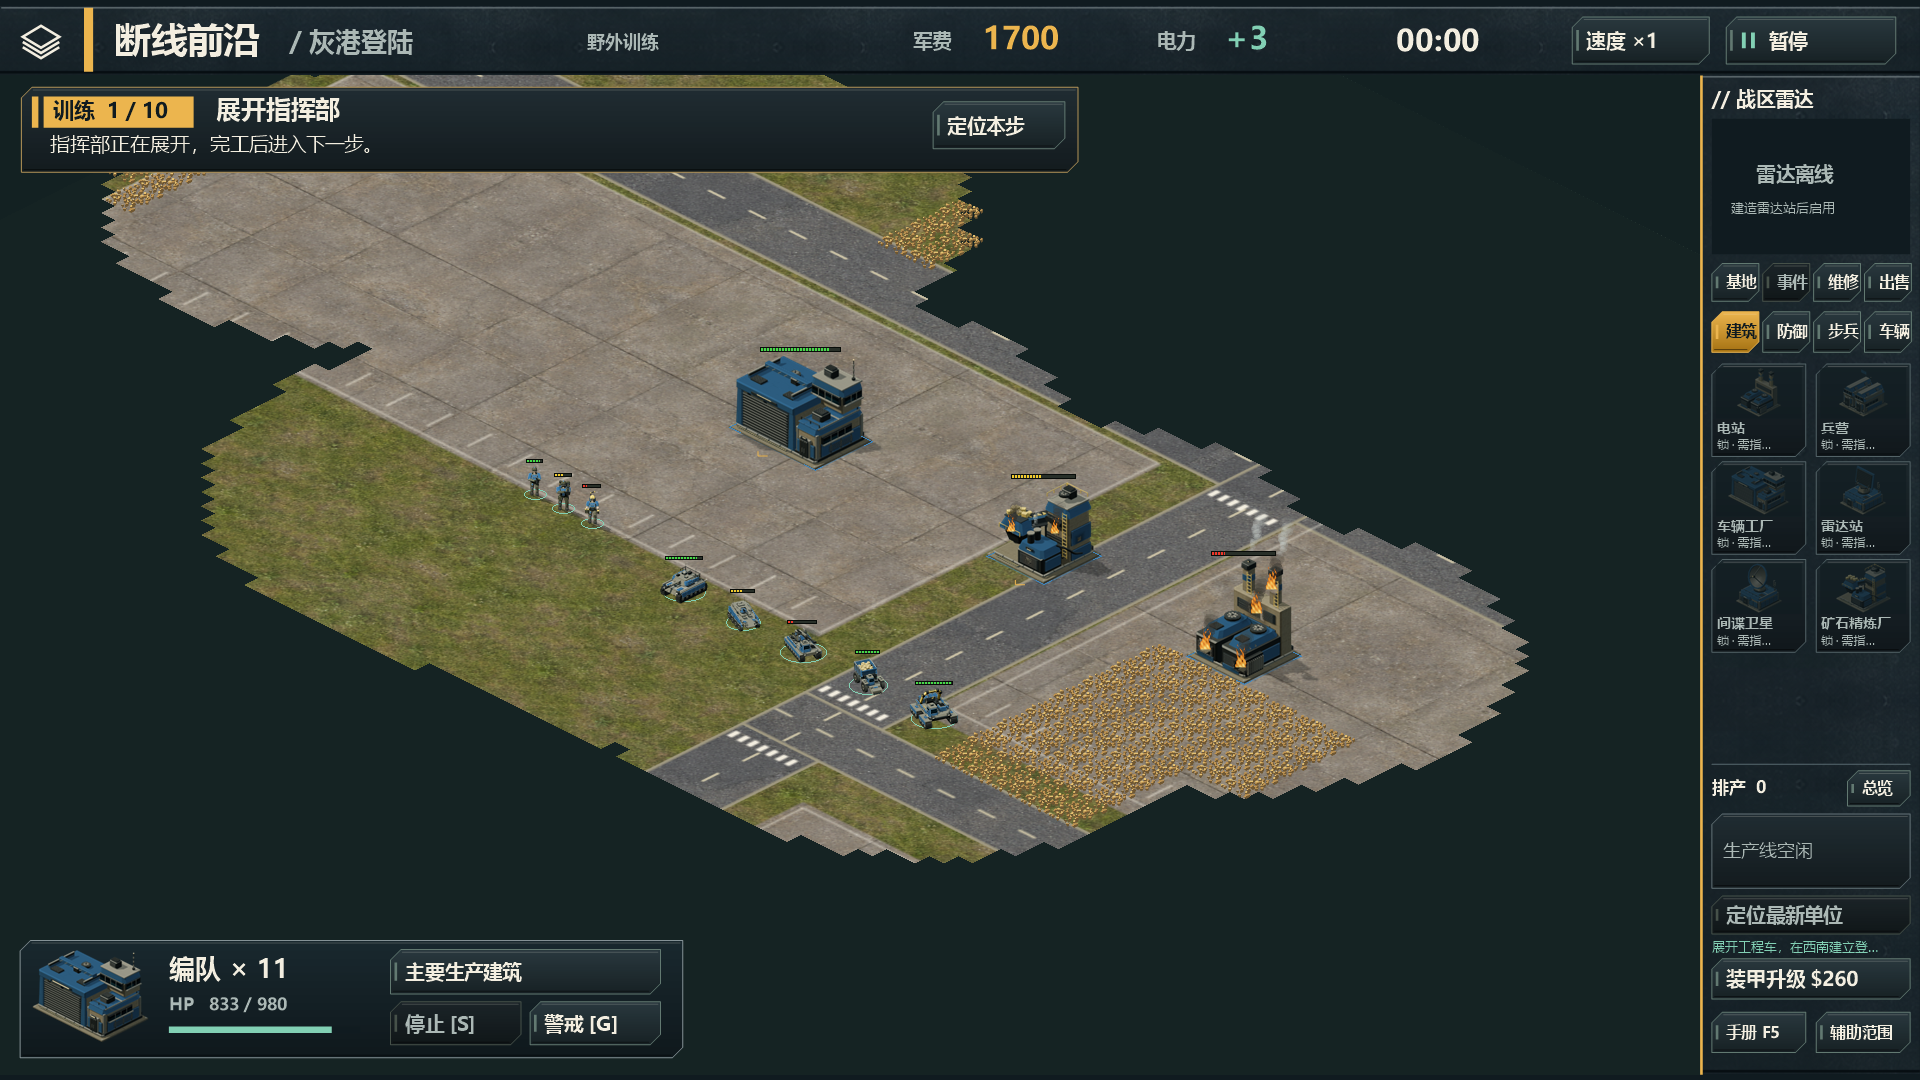 断线前沿 / 灰港登陆
野外训练
军费 1700
电力 +3
00:00
速度 ×1
暂停
训练 1 / 10 展开指挥部
指挥部正在展开，完工后进入下一步。
定位本步
// 战区雷达
雷达离线
建造雷达站后启用
基地 事件 维修 出售
建筑 防御 步兵 车辆
电站
锁·需指...
兵营
锁·需指...
车辆工厂
锁·需指...
雷达站
锁·需指...
间谍卫星
锁·需指...
矿石精炼厂
锁·需指...
排产 0
总览
生产线空闲
定位最新单位
展开工程车，在西南建立登...
装甲升级 $260
手册 F5
辅助范围
编队 × 11
HP 833 / 980
主要生产建筑
停止 [S]
警戒 [G]